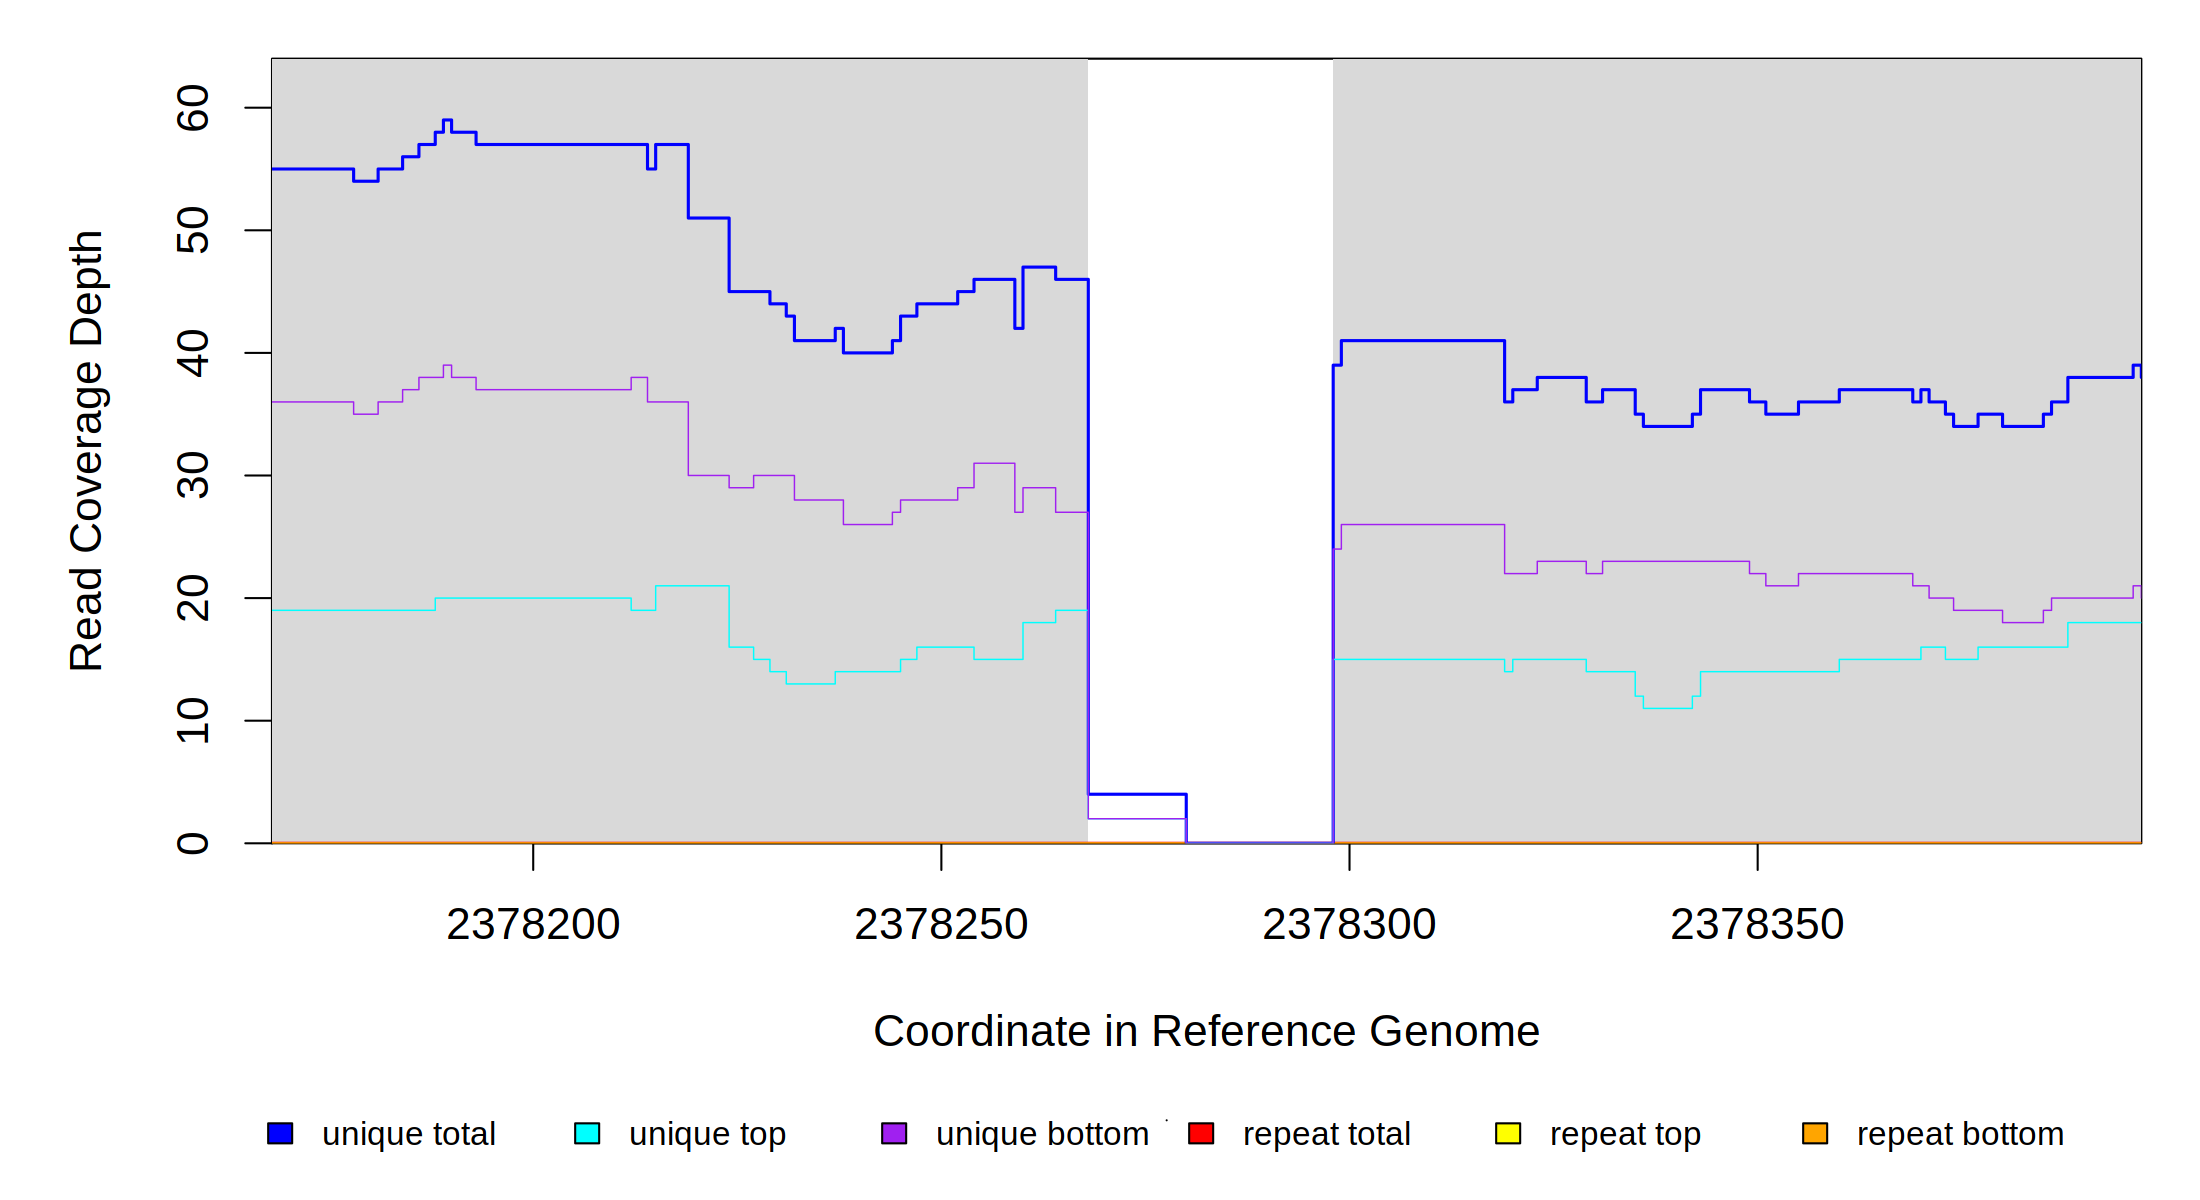 60
50
40
30
20
10
0
Read Coverage Depth
2378200 2378250 2378300 2378350
Coordinate in Reference Genome
unique total unique top unique bottom repeat total repeat top repeat bottom